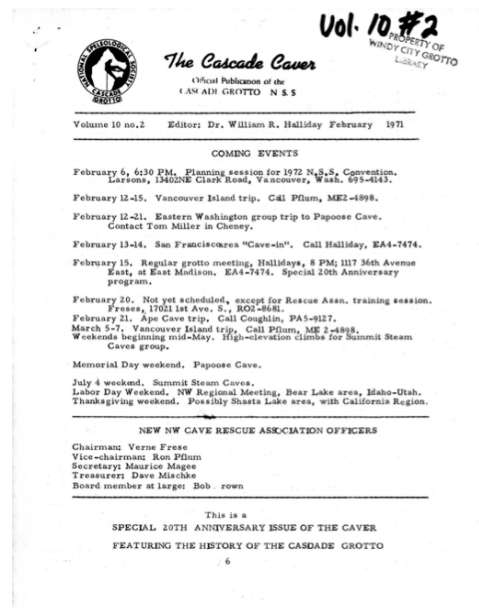 Vol. 10 #2
PROPERTY OF
WINDY CITY GROTTO
LIBRARY
NATIONAL SPELEOLOGICAL SOCIETY
CASCADE
GROTTO
The Cascade Caver
Official Publication of the
CASCADE GROTTO N S S
Volume 10 no.2 Editor: Dr. William R. Halliday February 1971
COMING EVENTS
February 6, 6:30 PM. Planning session for 1972 N.S.S. Convention.
Larsons, 13402NE Clark Road, Vancouver, Wash. 695-4143.
February 12-15. Vancouver Island trip. Call Pflum, ME2-4898.
February 12-21. Eastern Washington group trip to Papoose Cave.
Contact Tom Miller in Cheney.
February 13-14. San Franciscoarea "Cave-in". Call Halliday, EA4-7474.
February 15. Regular grotto meeting, Hallidays, 8 PM; 1117 36th Avenue
East, at East Madison. EA4-7474. Special 20th Anniversary
program.
February 20. Not yet scheduled, except for Rescue Assn. training session.
Freses, 17021 1st Ave. S., RO2-8681.
February 21. Ape Cave trip, Call Coughlin, PA5-9127.
March 5-7. Vancouver Island trip, Call Pflum, ME 2-4898.
Weekends beginning mid-May. High-elevation climbs for Summit Steam
Caves group.
Memorial Day weekend. Papoose Cave.
July 4 weekend. Summit Steam Caves.
Labor Day Weekend. NW Regional Meeting, Bear Lake area, Idaho-Utah.
Thanksgiving weekend. Possibly Shasta Lake area, with California Region.
NEW NW CAVE RESCUE ASSOCIATION OFFICERS
Chairman: Verne Frese
Vice-chairman: Ron Pflum
Secretary: Maurice Magee
Treasurer: Dave Mischke
Board member at large: Bob rown
This is a
SPECIAL 20TH ANNIVERSARY ISSUE OF THE CAVER
FEATURING THE HISTORY OF THE CASDADE GROTTO
6